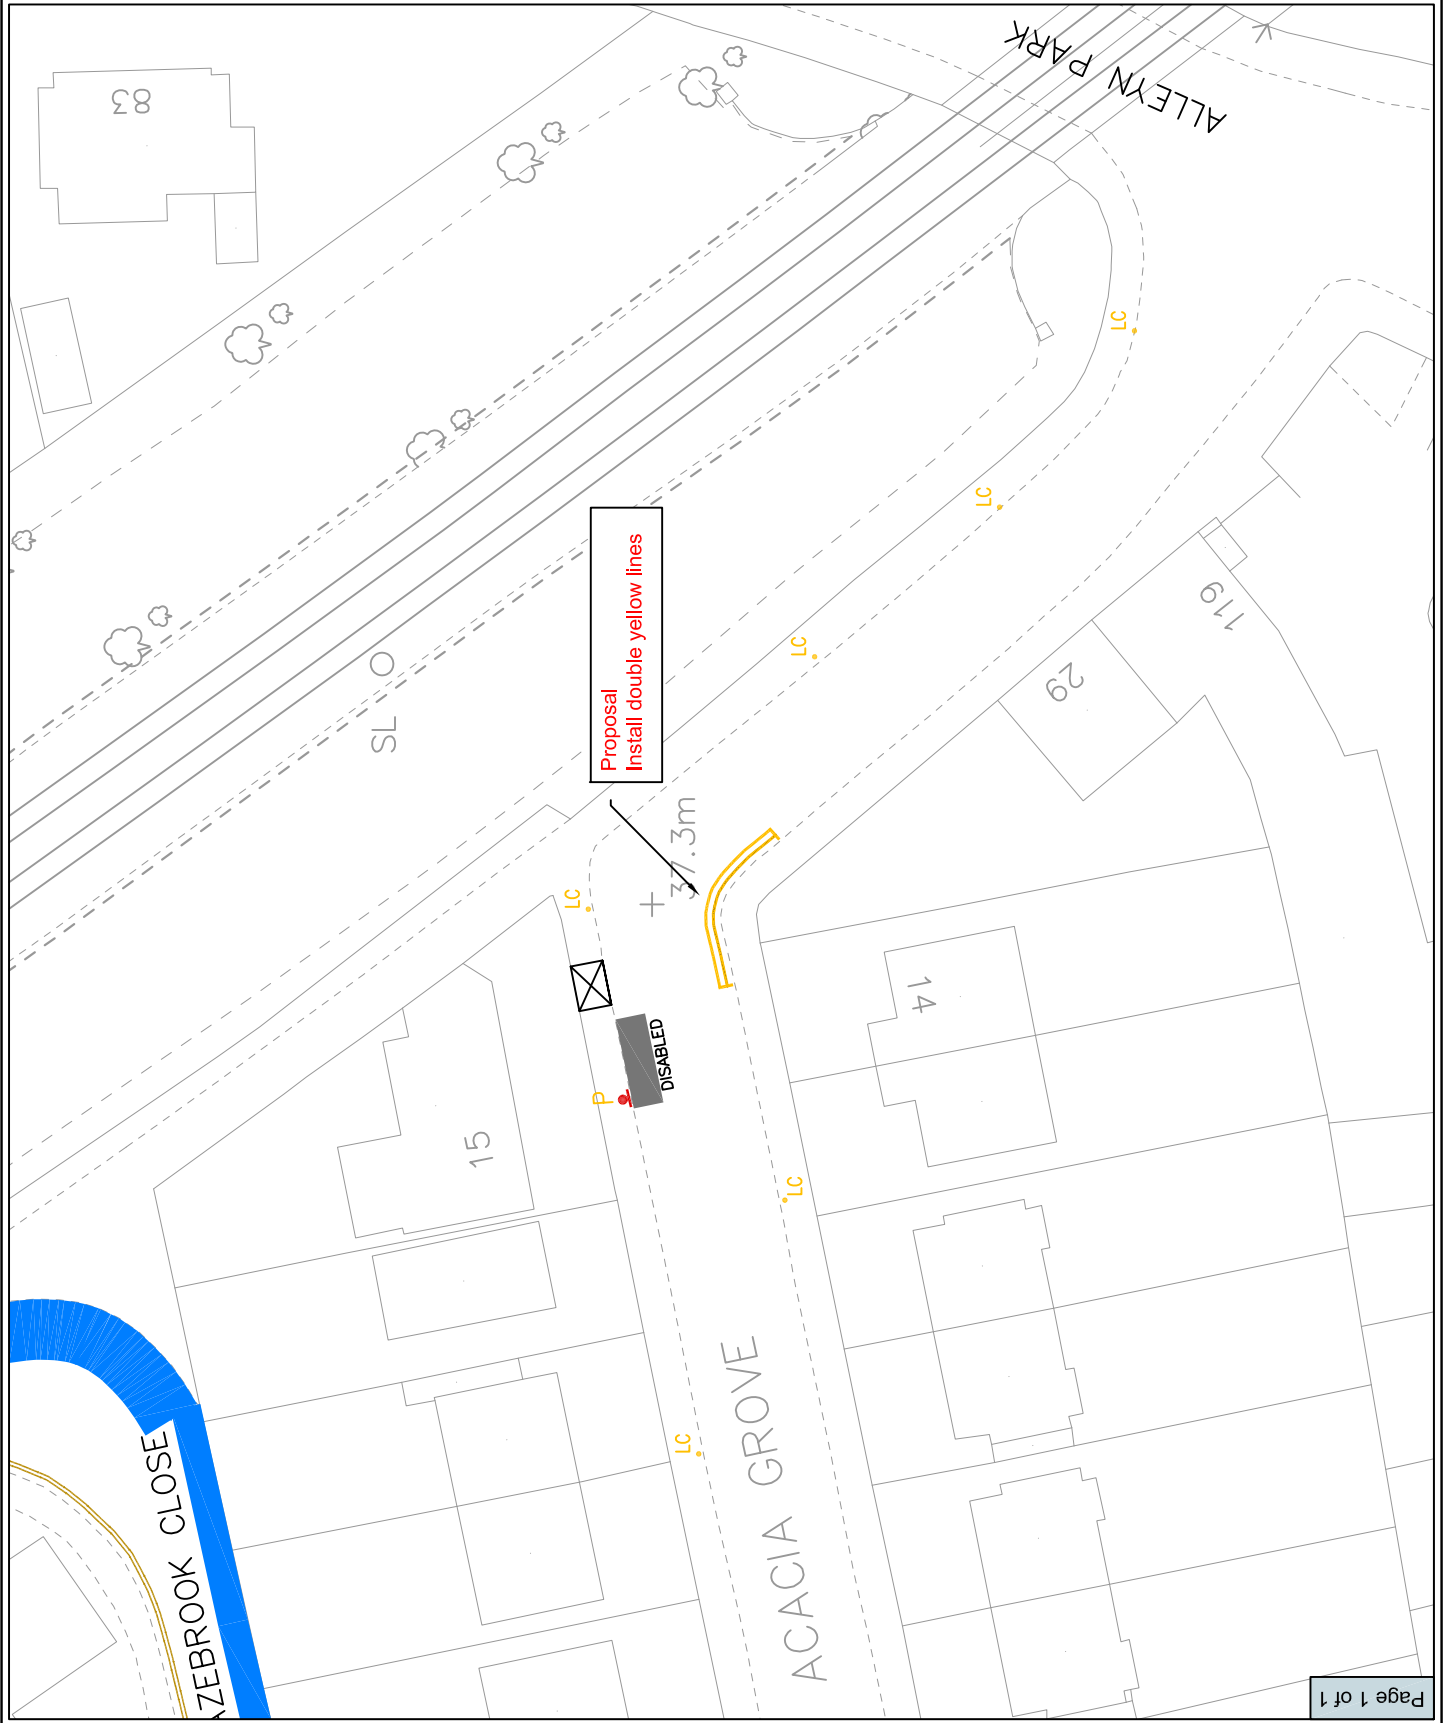 83
ALLEYN PARK
LC
LC
LC
119
29
SL
Proposal
Install double yellow lines
37.3m
LC
14
DISABLED
P
15
LC
ACACIA GROVE
LC
AZEBROOK CLOSE
Page 1 of 1